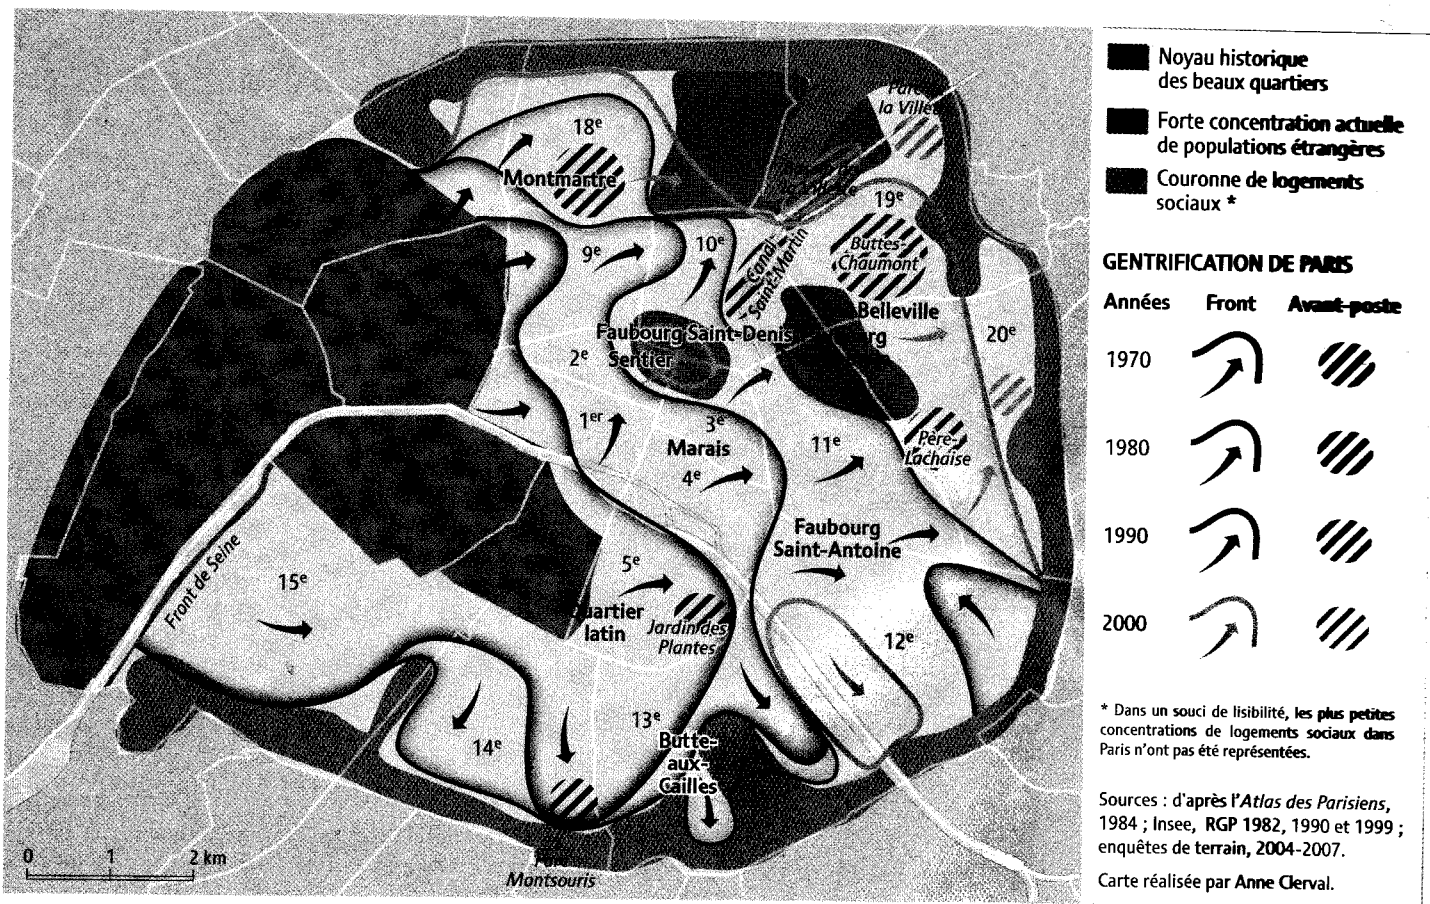 Noyau historique
des beaux quartiers
Forte concentration actuelle
de populations étrangères
Couronne de logements
sociaux *
GENTRIFICATION DE PARIS
Années Front Avant-poste
1970
1980
1990
2000
* Dans un souci de lisibilité, les plus petites
concentrations de logements sociaux dans
Paris n'ont pas été représentées.
Sources : d'après l'Atlas des Parisiens,
1984 ; Insee, RGP 1982, 1990 et 1999 ;
enquêtes de terrain, 2004-2007.
Carte réalisée par Anne Clerval.
la Villette
18e
Montmartre
19e
9e
10e
Canal
Saint-Martin
Buttes-
Chaumont
Belleville
Faubourg Saint-Denis
Sentier
2e
20e
1er
3e
Marais
4e
11e
Père-
Lachaise
Faubourg
Saint-Antoine
Front de Seine
15e
5e
Quartier
latin
Jardin des
Plantes
12e
13e
14e
Butte-
aux-
Cailles
Montsouris
0 1 2 km